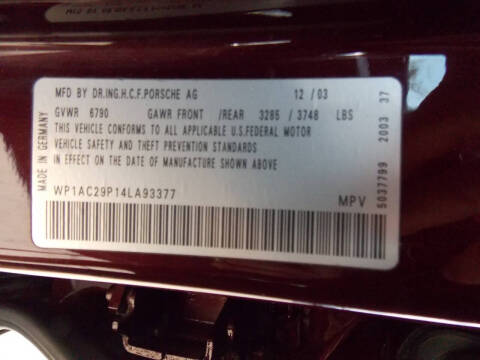 MFD BY DR.ING.H.C.F.PORSCHE AG 12 / 03
GVWR 6790 GAWR FRONT /REAR 3285 / 3748 LBS
THIS VEHICLE CONFORMS TO ALL APPLICABLE U.S.FEDERAL MOTOR
VEHICLE SAFETY AND THEFT PREVENTION STANDARDS
IN EFFECT ON THE DATE OF MANUFACTURE SHOWN ABOVE.
WP1AC29P14LA93377 MPV
MADE IN GERMANY
5037799 2003 37